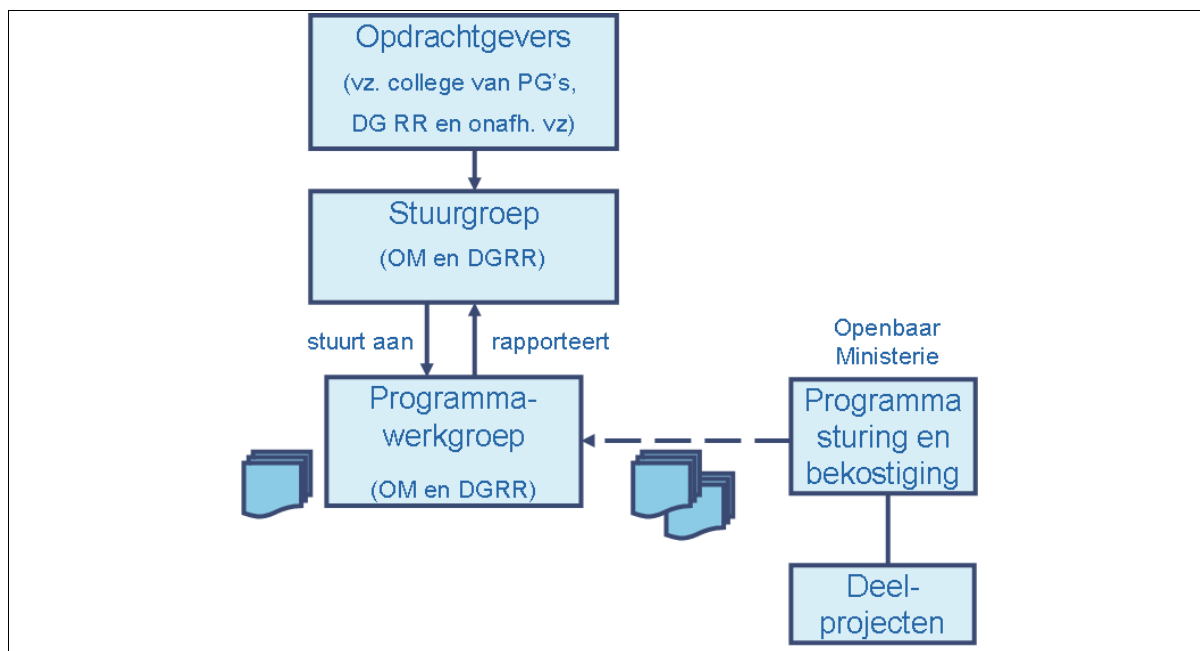 Opdrachtgevers
(vz. college van PG's,
DG RR en onafh. vz)
Stuurgroep
(OM en DGRR)
stuurt aan
rapporteert
Programma-
werkgroep
(OM en DGRR)
Openbaar
Ministerie
Programma
sturing en
bekostiging
Deel-
projecten